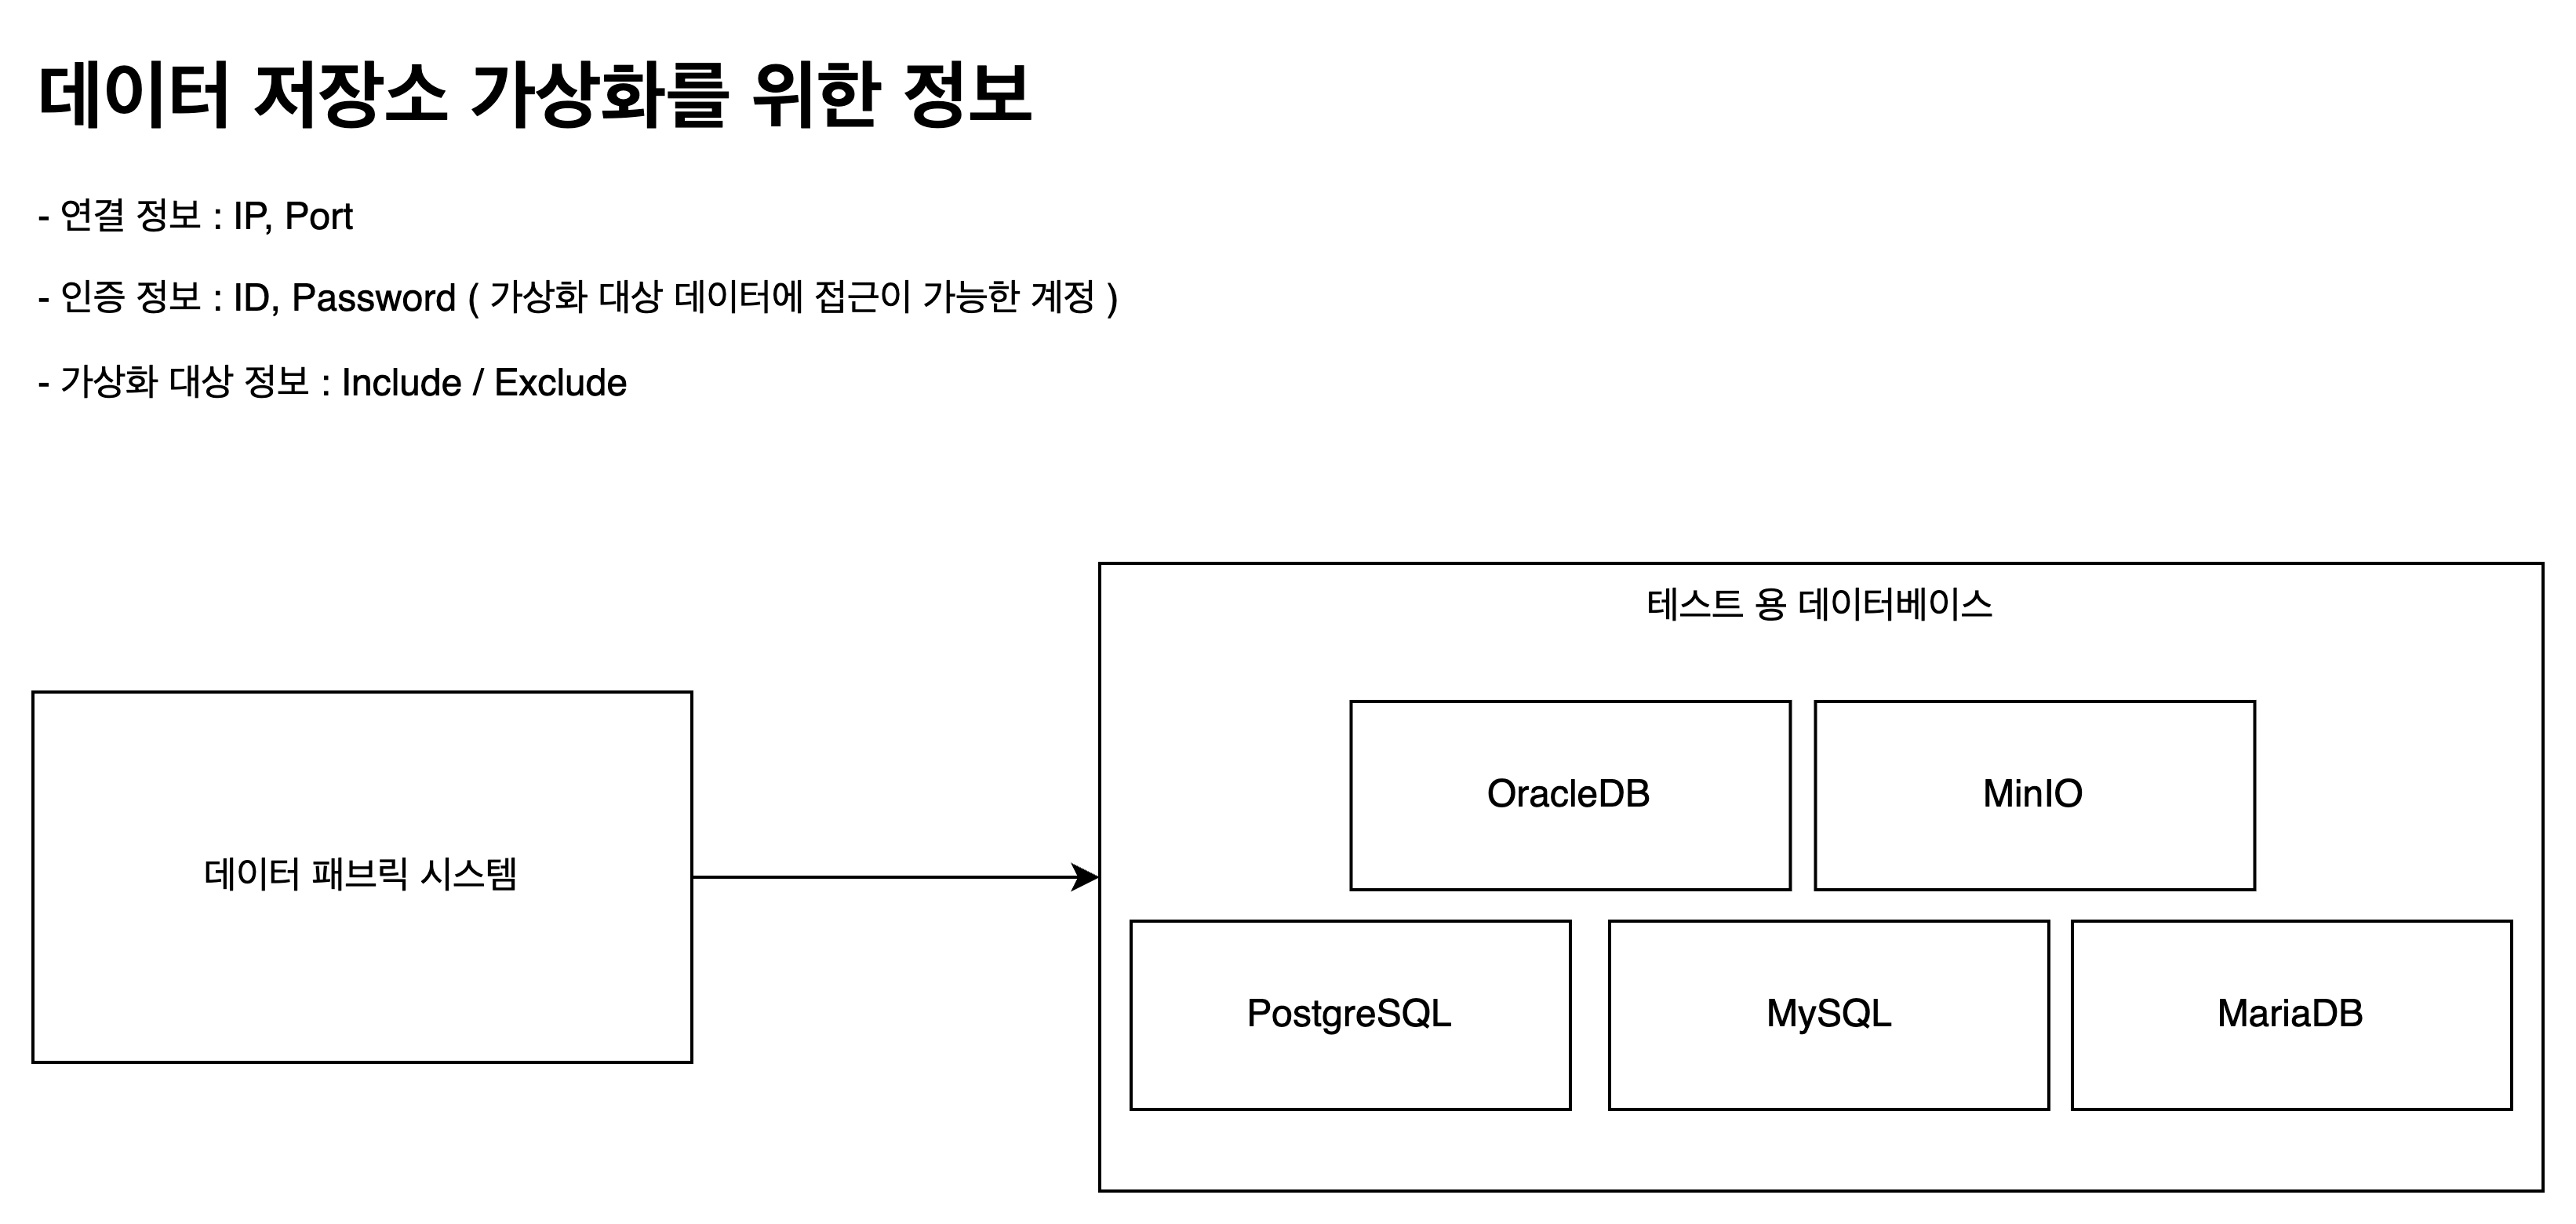 데이터 저장소 가상화를 위한 정보
- 연결 정보 : IP, Port
- 인증 정보 : ID, Password ( 가상화 대상 데이터에 접근이 가능한 계정 )
- 가상화 대상 정보 : Include / Exclude
테스트 용 데이터베이스
OracleDB
MinIO
데이터 패브릭 시스템
PostgreSQL
MySQL
MariaDB